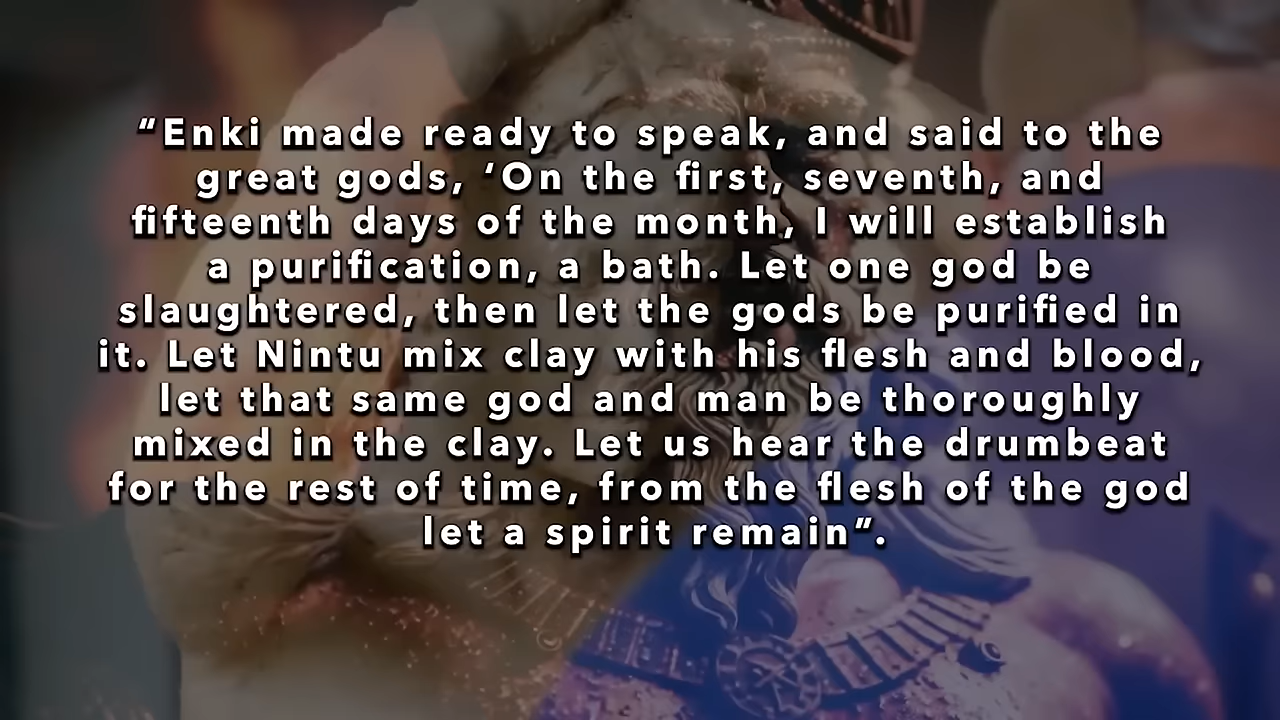 “Enki made ready to speak, and said to the
great gods, ‘On the first, seventh, and
fifteenth days of the month, I will establish
a purification, a bath. Let one god be
slaughtered, then let the gods be purified in
it. Let Nintu mix clay with his flesh and blood,
let that same god and man be thoroughly
mixed in the clay. Let us hear the drumbeat
for the rest of time, from the flesh of the god
let a spirit remain”.